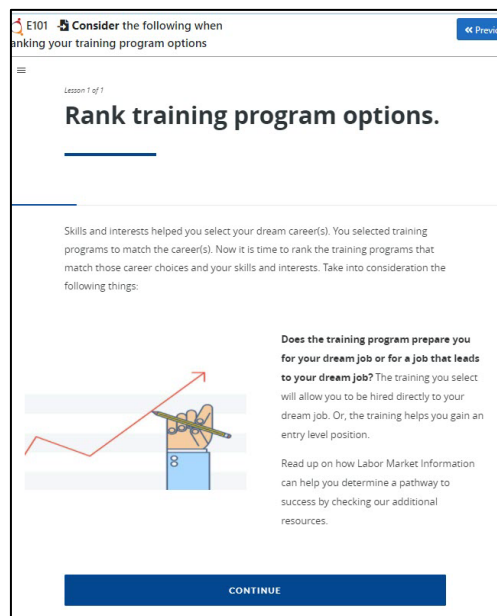 E101 Consider the following when
anking your training program options
Previ
Lesson 1 of 1
Rank training program options.
Skills and interests helped you select your dream career(s). You selected training
programs to match the career(s). Now it is time to rank the training programs that
match those career choices and your skills and interests. Take into consideration the
following things:
Does the training program prepare you
for your dream job or for a job that leads
to your dream job? The training you select
will allow you to be hired directly to your
dream job. Or, the training helps you gain an
entry level position.
Read up on how Labor Market Information
can help you determine a pathway to
success by checking our additional
resources.
CONTINUE